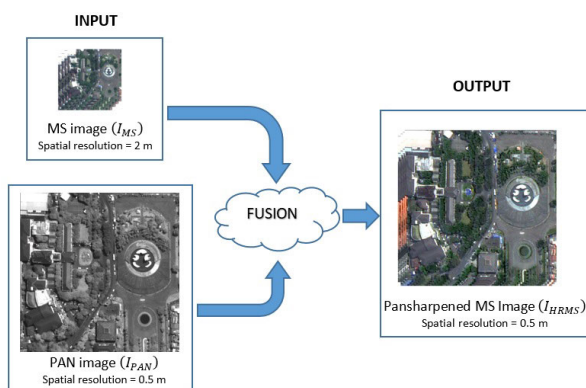 INPUT
MS image (I_MS)
Spatial resolution = 2 m
PAN image (I_PAN)
Spatial resolution = 0.5 m
FUSION
OUTPUT
Pansharpened MS Image (I_HRMS)
Spatial resolution = 0.5 m